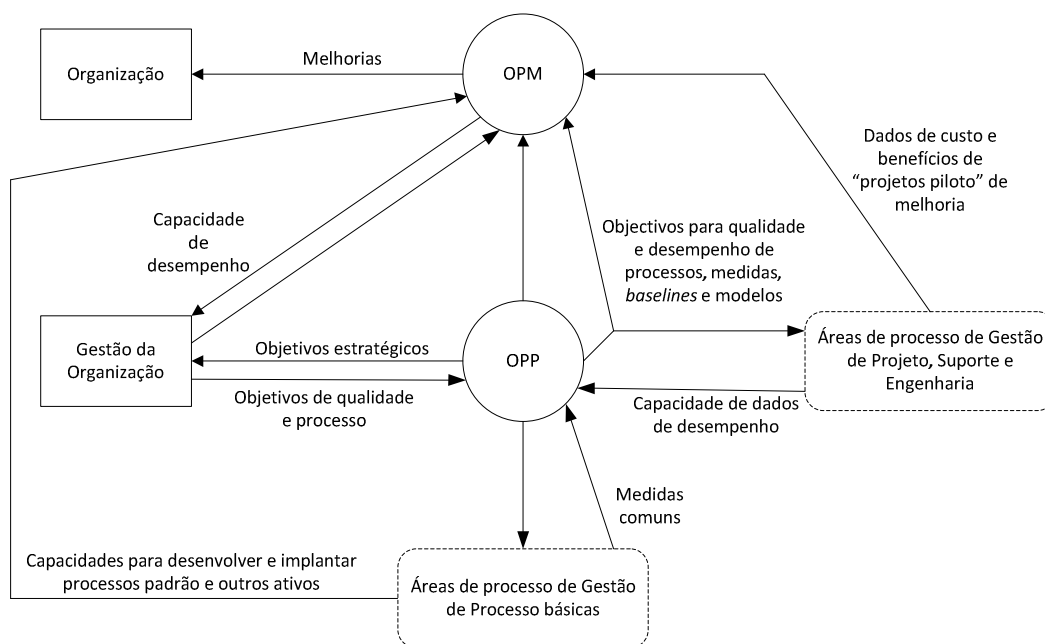 Organização
Melhorias
OPM
Dados de custo e
benefícios de
“projetos piloto” de
melhoria
Capacidade
de
desempenho
Objectivos para qualidade
e desempenho de
processos, medidas,
baselines e modelos
Gestão da
Organização
Objetivos estratégicos
OPP
Áreas de processo de Gestão
de Projeto, Suporte e
Engenharia
Objetivos de qualidade
e processo
Capacidade de dados
de desempenho
Medidas
comuns
Capacidades para desenvolver e implantar
processos padrão e outros ativos
Áreas de processo de Gestão
de Processo básicas